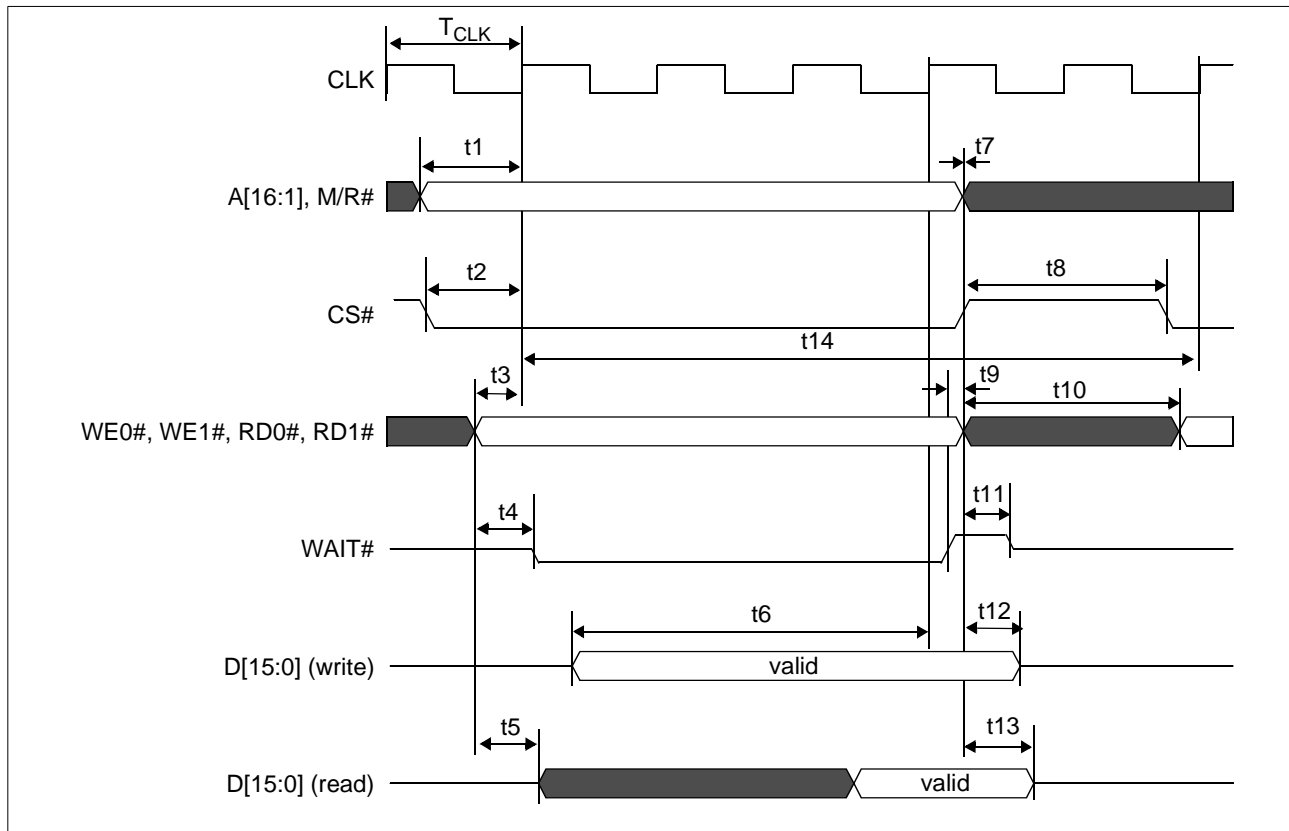 TCLK
CLK
t1
t7
A[16:1], M/R#
t2
t8
CS#
t14
t3
t9
t10
WE0#, WE1#, RD0#, RD1#
t4
t11
WAIT#
t6
t12
D[15:0] (write)
valid
t5
t13
D[15:0] (read)
valid